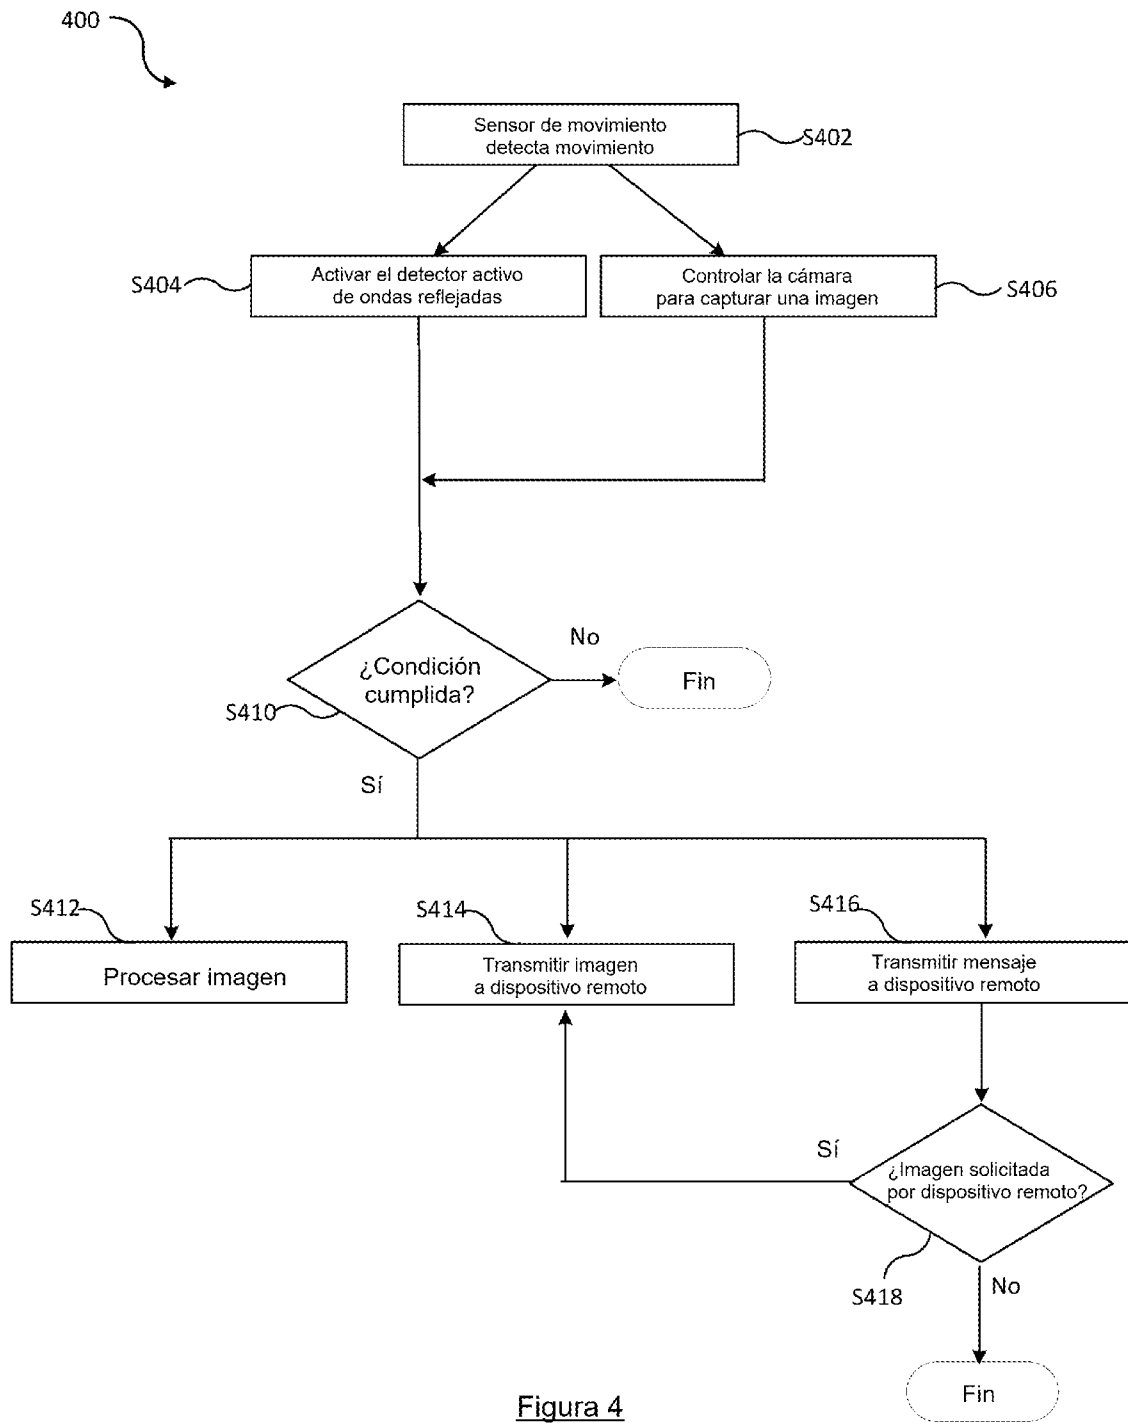 400
Sensor de movimiento
detecta movimiento
S402
S404
Activar el detector activo
de ondas reflejadas
Controlar la cámara
para capturar una imagen
S406
¿Condición
cumplida?
No
Fin
S410
Sí
S412
Procesar imagen
S414
Transmitir imagen
a dispositivo remoto
S416
Transmitir mensaje
a dispositivo remoto
Sí
¿Imagen solicitada
por dispositivo remoto?
S418
No
Fin
Figura 4